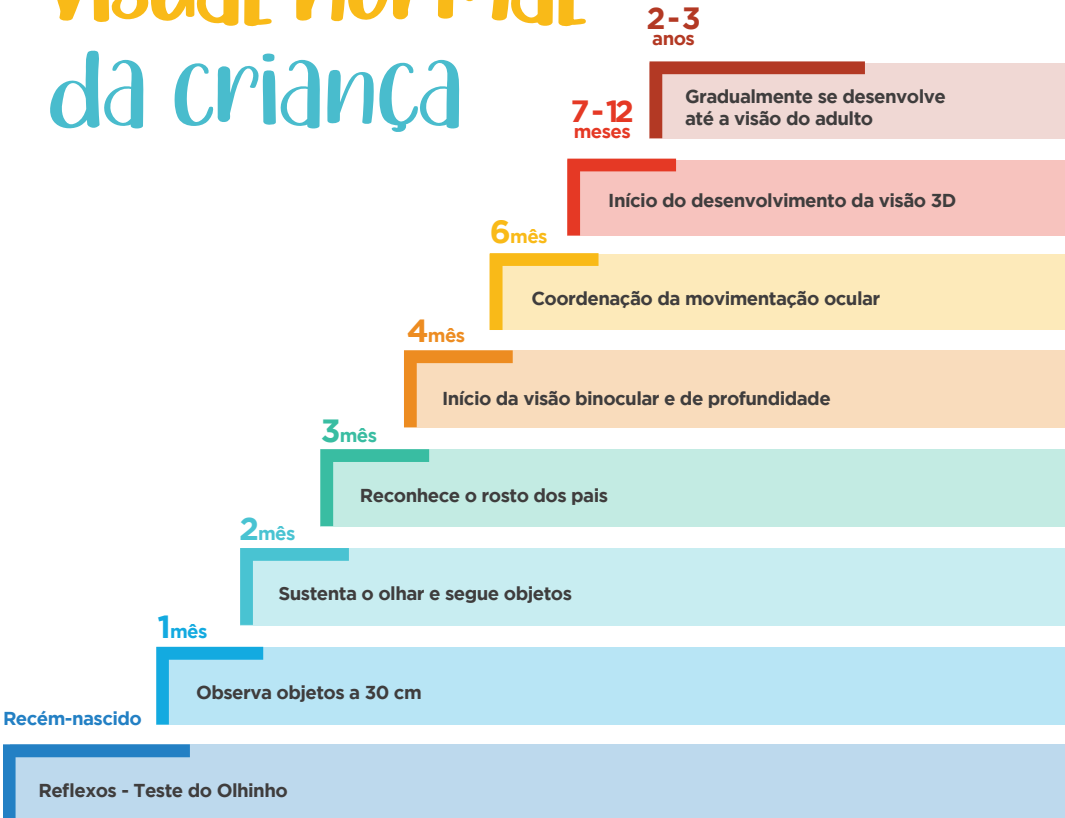 visual normal
da criança
2-3
anos
Gradualmente se desenvolve
até a visão do adulto
7-12
meses
Início do desenvolvimento da visão 3D
6mês
Coordenação da movimentação ocular
4mês
Início da visão binocular e de profundidade
3mês
Reconhece o rosto dos pais
2mês
Sustenta o olhar e segue objetos
1mês
Observa objetos a 30 cm
Recém-nascido
Reflexos - Teste do Olhinho